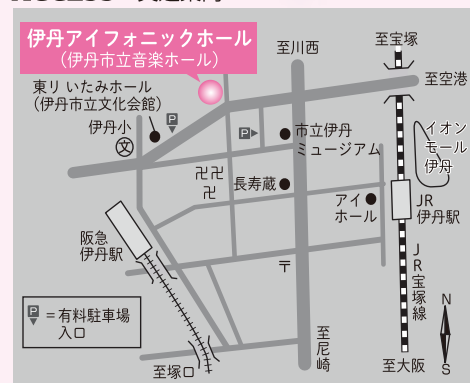 伊丹アイフォニックホール
(伊丹市立音楽ホール)
至川西
至宝塚
至空港
東リ いたみホール
(伊丹市立文化会館)
P
伊丹小
文
P
市立伊丹
ミュージアム
イオン
モール
伊丹
卍卍
卍
長寿蔵
アイ
ホール
JR
伊丹駅
阪急
伊丹駅
〒
JR宝塚線
P
=有料駐車場
入口
至尼崎
N
S
至塚口
至大阪